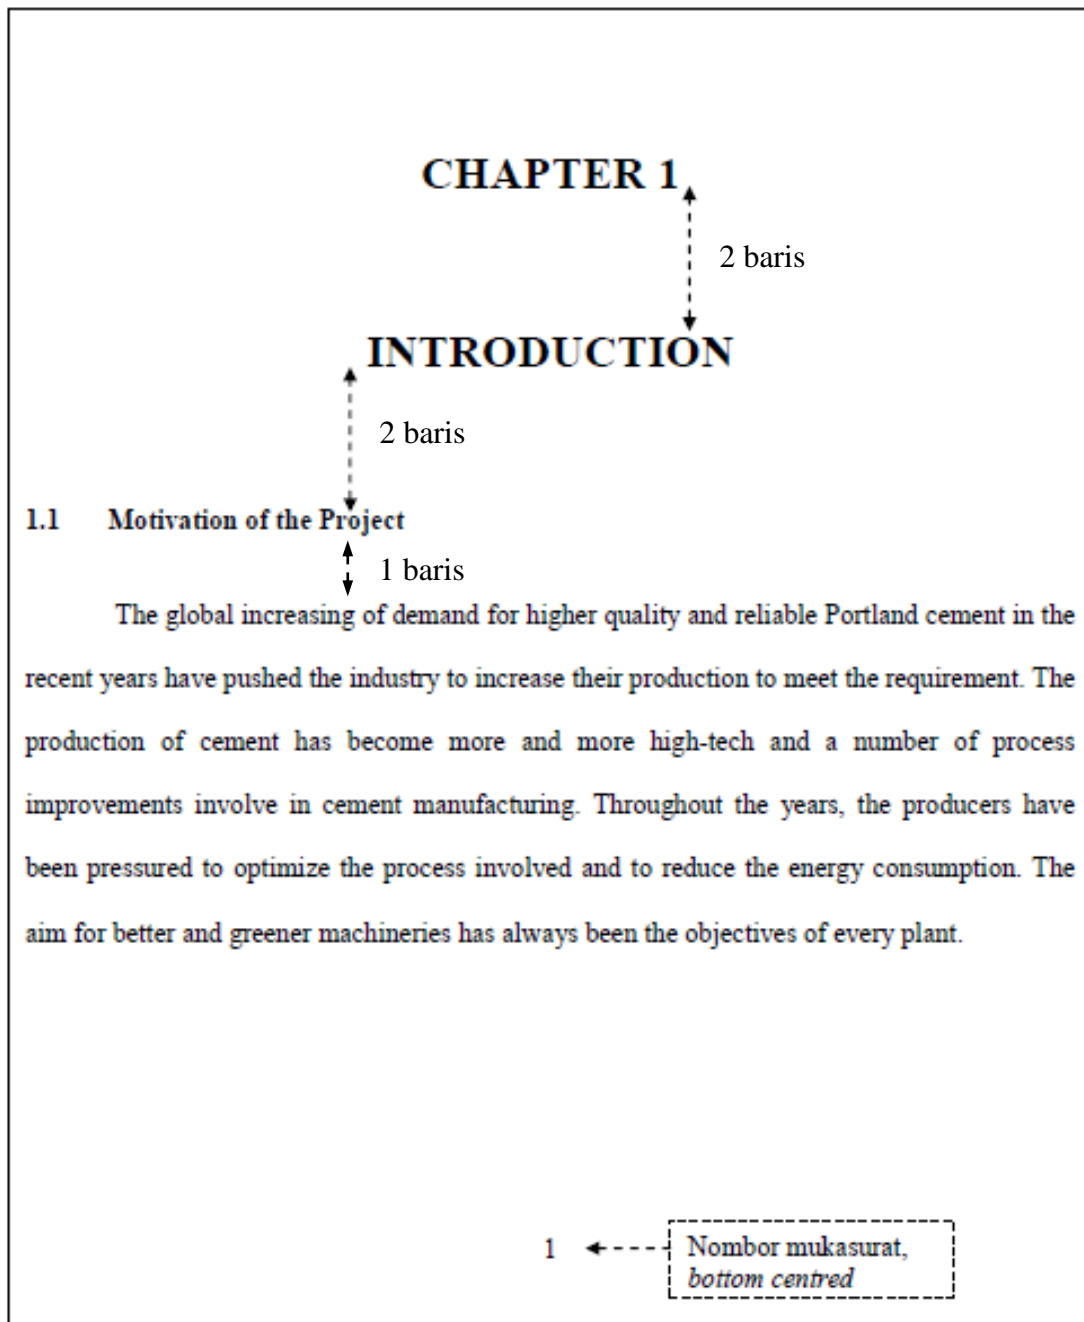 CHAPTER 1
2 baris
INTRODUCTION
2 baris
1.1 Motivation of the Project
1 baris
The global increasing of demand for higher quality and reliable Portland cement in the
recent years have pushed the industry to increase their production to meet the requirement. The
production of cement has become more and more high-tech and a number of process
improvements involve in cement manufacturing. Throughout the years, the producers have
been pressured to optimize the process involved and to reduce the energy consumption. The
aim for better and greener machineries has always been the objectives of every plant.
1
Nombor mukasurat,
bottom centred